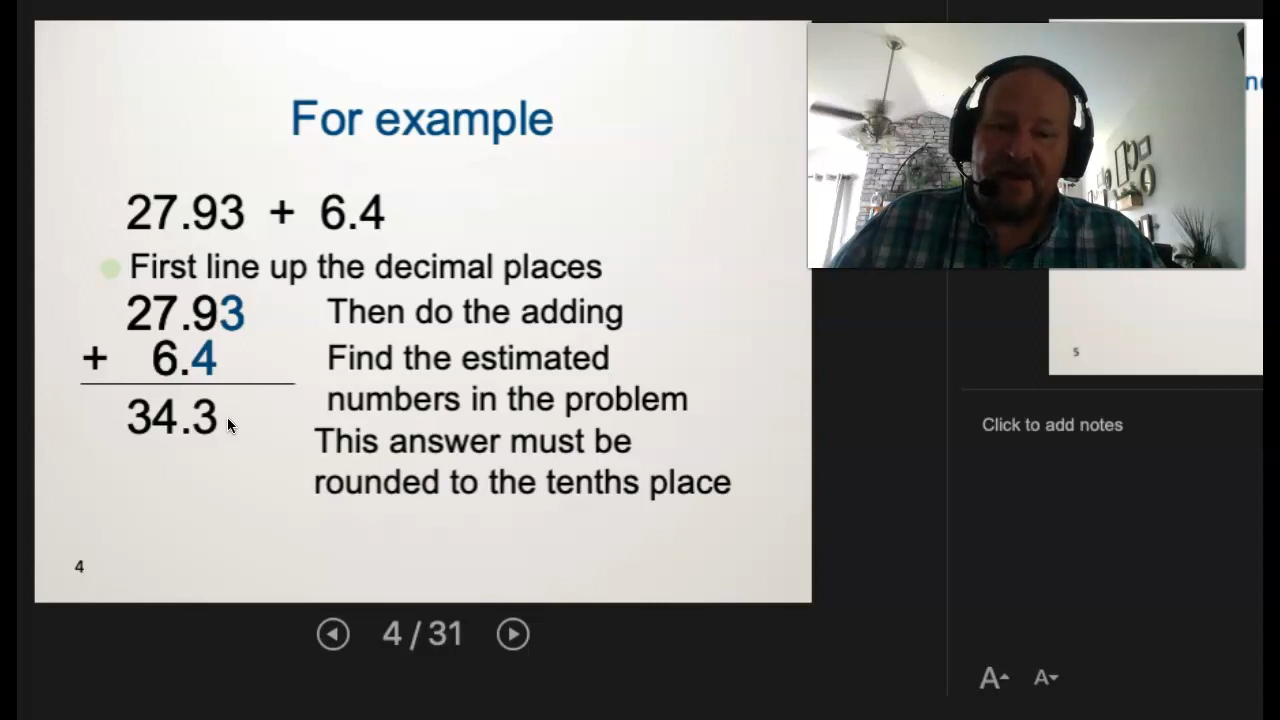 For example
27.93 + 6.4
First line up the decimal places
27.93
+ 6.4
34.3
Then do the adding
Find the estimated
numbers in the problem
This answer must be
rounded to the tenths place
4
4 / 31
5
Click to add notes
A A